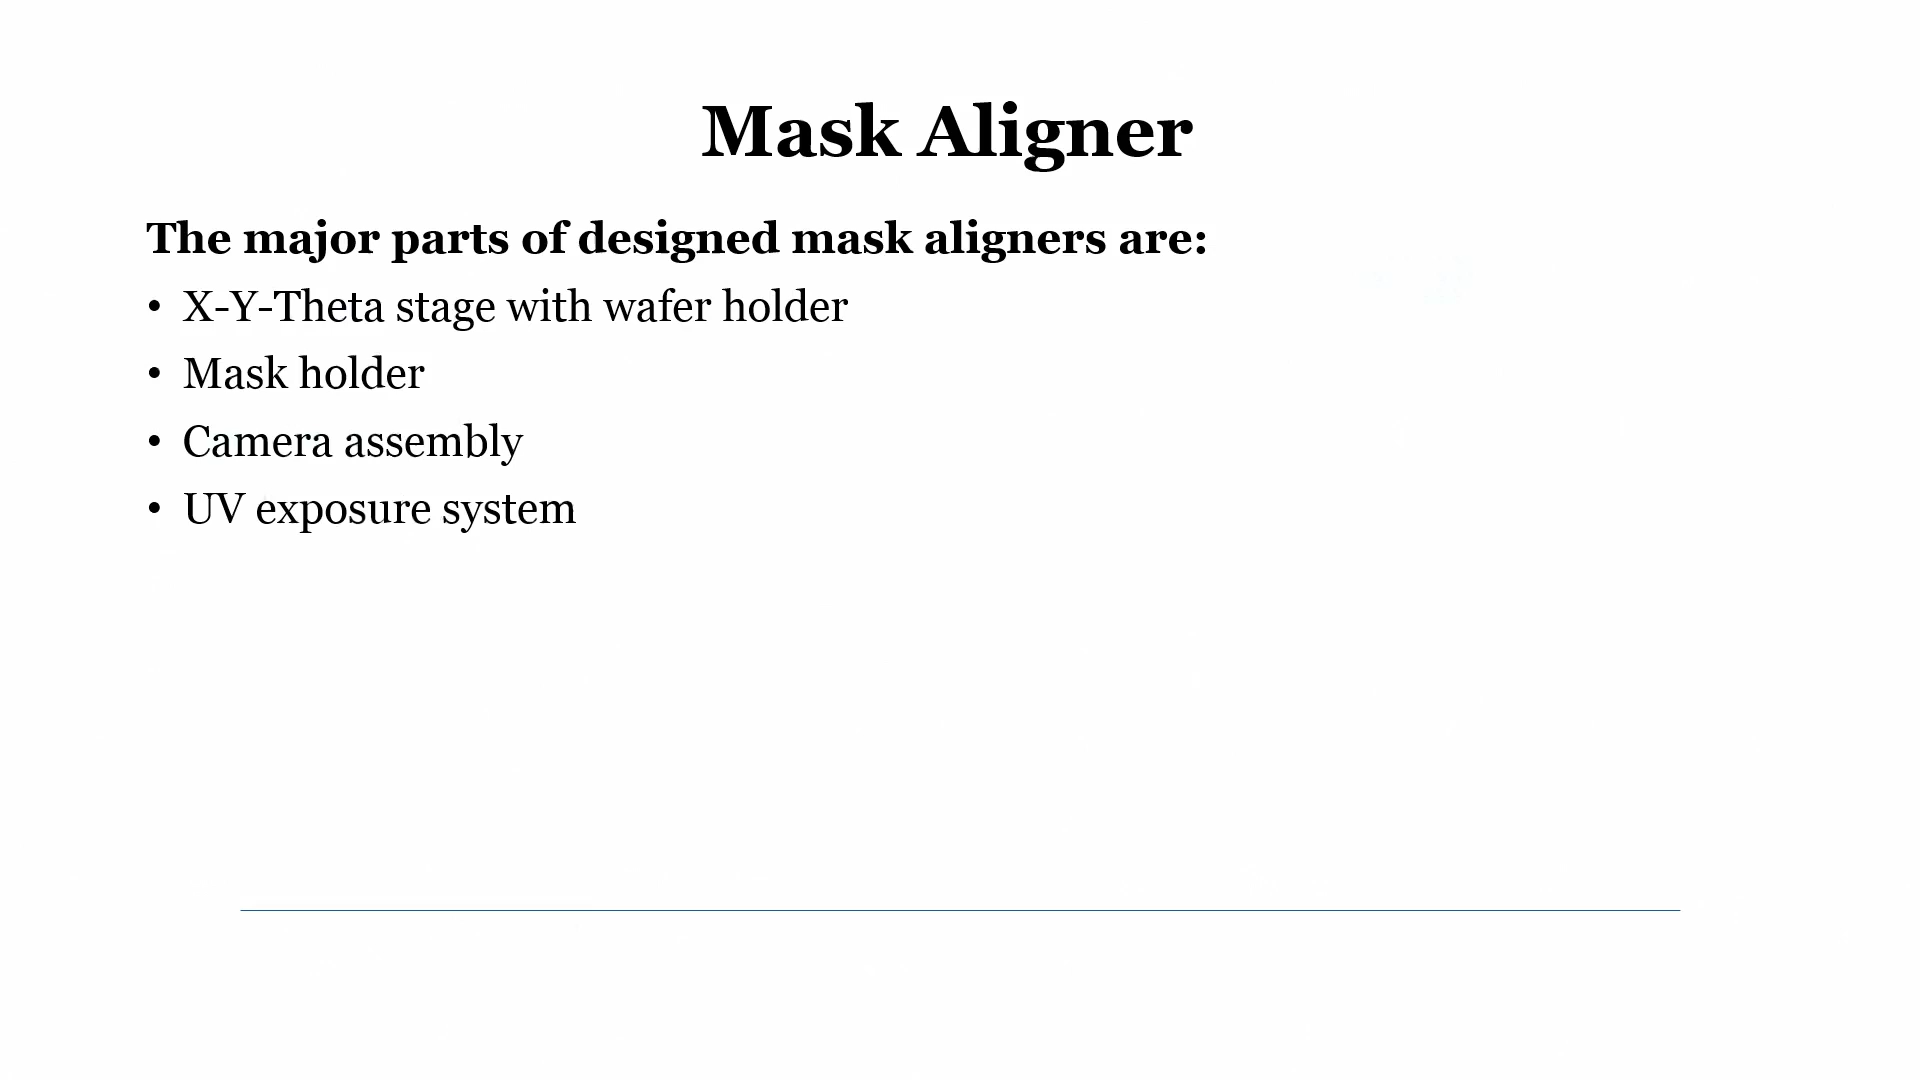 Mask Aligner
The major parts of designed mask aligners are:
• X-Y-Theta stage with wafer holder
• Mask holder
• Camera assembly
• UV exposure system